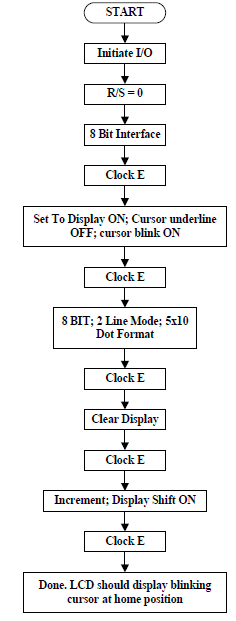 START
Initiate I/O
R/S = 0
8 Bit Interface
Clock E
Set To Display ON; Cursor underline
OFF; cursor blink ON
Clock E
8 BIT; 2 Line Mode; 5x10
Dot Format
Clock E
Clear Display
Clock E
Increment; Display Shift ON
Clock E
Done. LCD should display blinking
cursor at home position